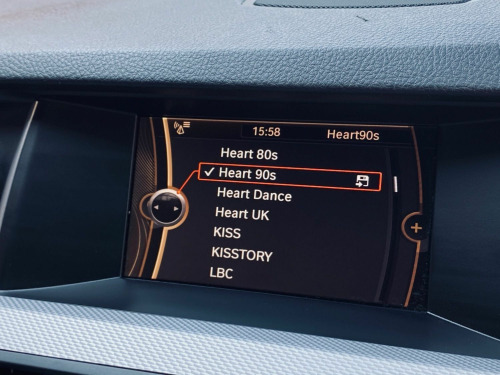 15:58 Heart90s
Heart 80s
Heart 90s
Heart Dance
Heart UK
KISS
KISSTORY
LBC